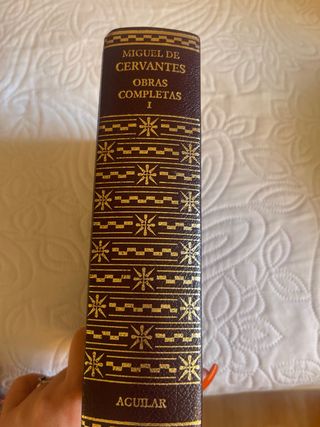 MIGUEL DE
CERVANTES
OBRAS
COMPLETAS
I
AGUILAR